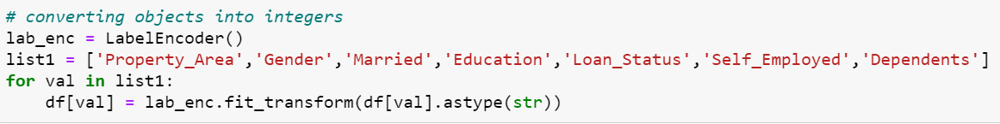 # converting objects into integers
lab_enc = LabelEncoder()
list1 = ['Property_Area','Gender','Married','Education','Loan_Status','Self_Employed','Dependents']
for val in list1:
    df[val] = lab_enc.fit_transform(df[val].astype(str))